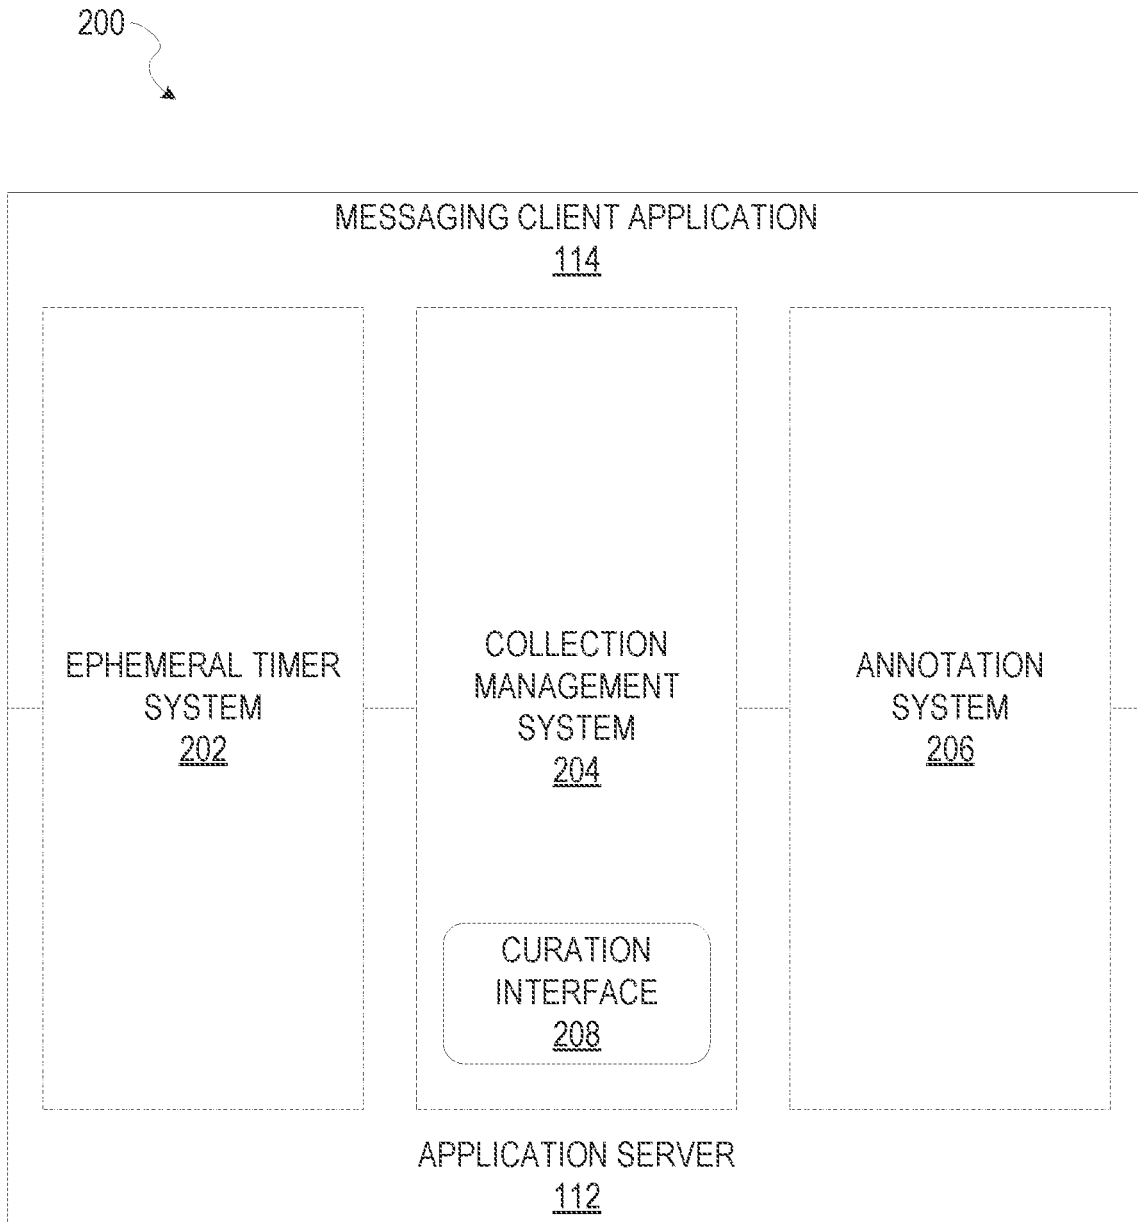 200
MESSAGING CLIENT APPLICATION
114
EPHEMERAL TIMER
SYSTEM
202
COLLECTION
MANAGEMENT
SYSTEM
204
ANNOTATION
SYSTEM
206
CURATION
INTERFACE
208
APPLICATION SERVER
112